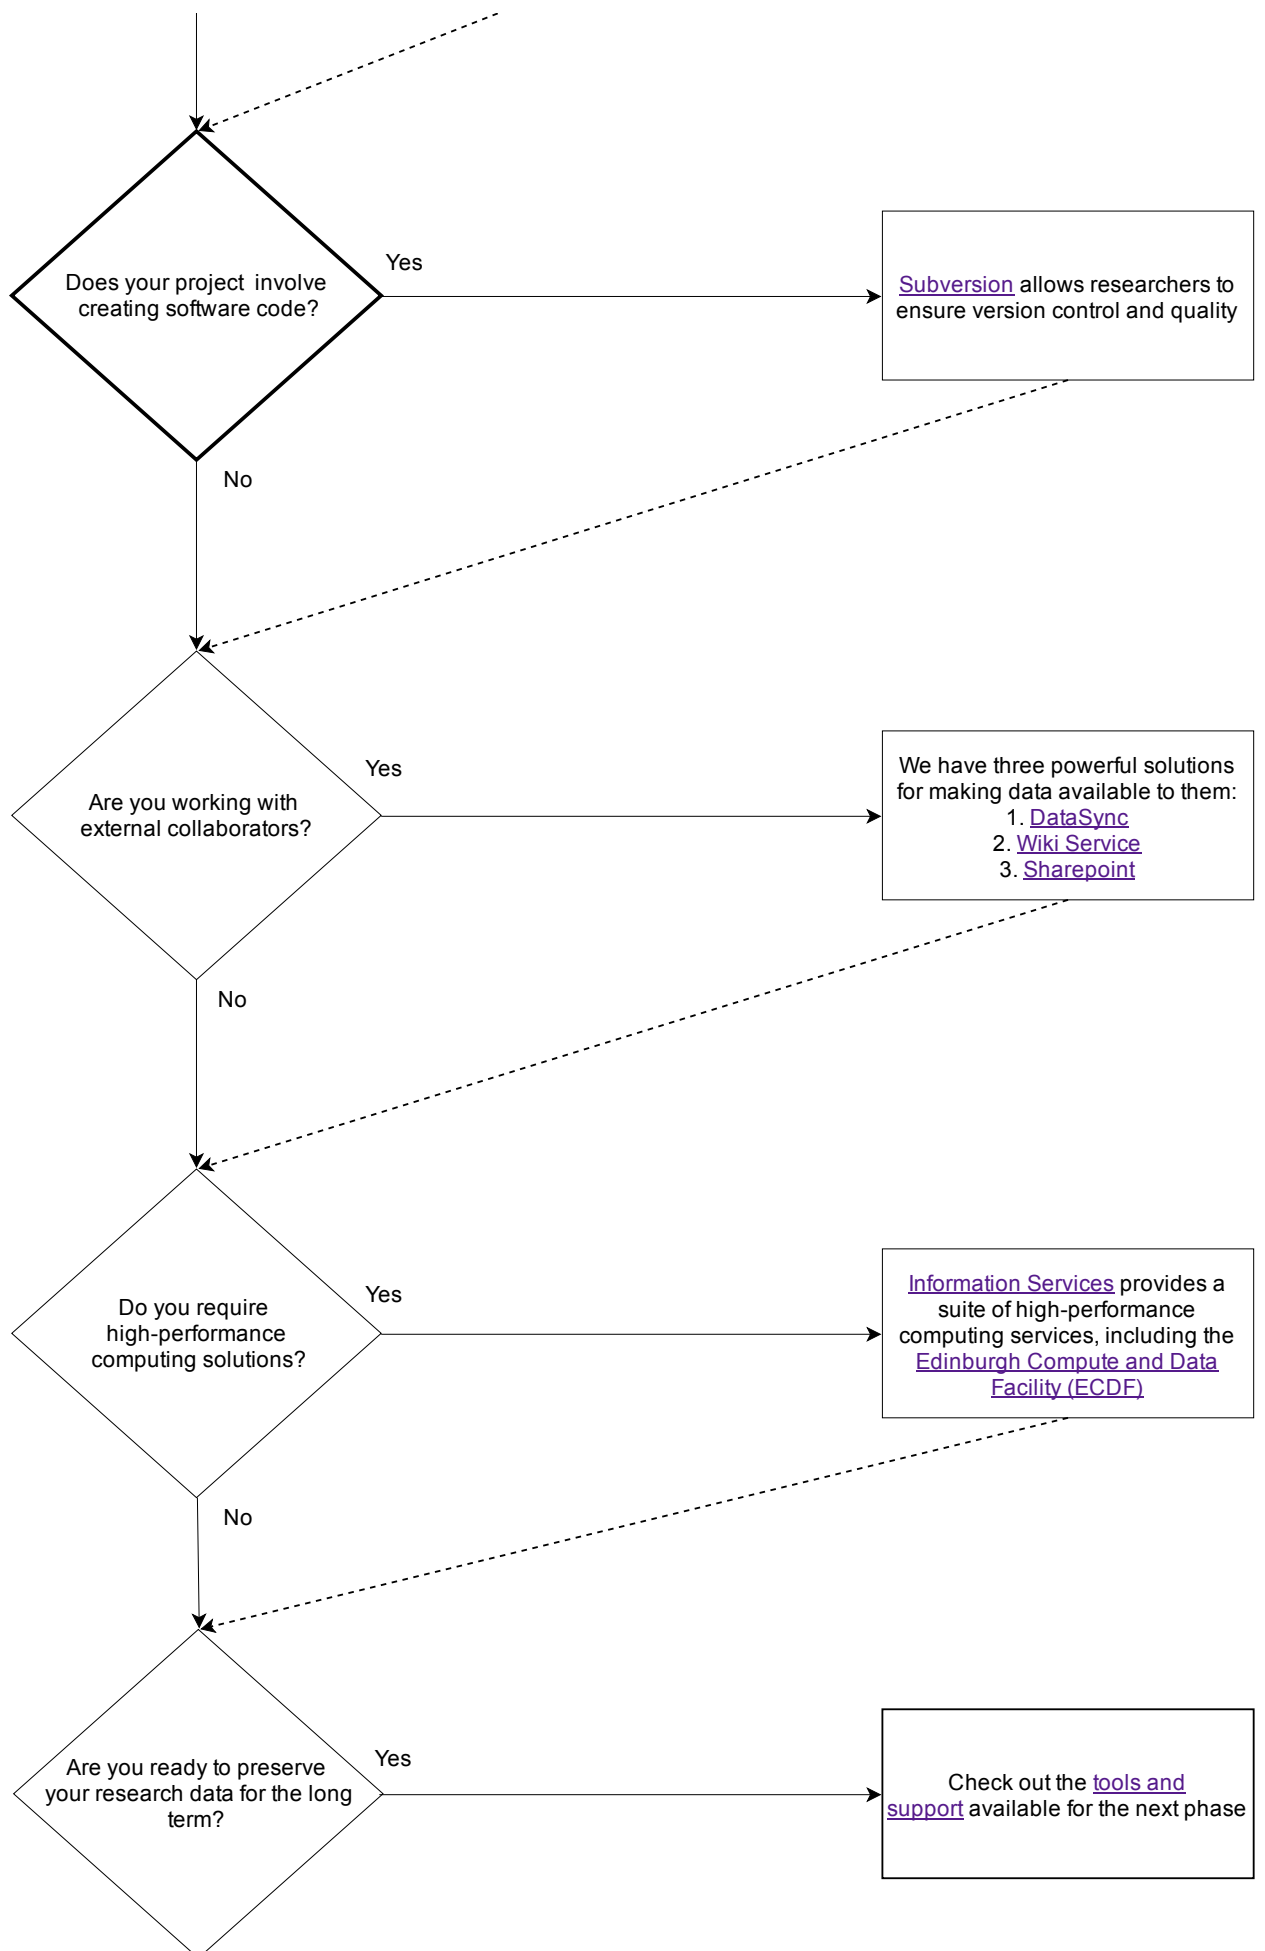 Does your project  involve
creating software code?
Yes
Subversion allows researchers to
ensure version control and quality
No
Are you working with
external collaborators?
Yes
We have three powerful solutions
for making data available to them:
1. DataSync
2. Wiki Service
3. Sharepoint
No
Do you require
high-performance
computing solutions?
Yes
Information Services provides a
suite of high-performance
computing services, including the
Edinburgh Compute and Data
Facility (ECDF)
No
Are you ready to preserve
your research data for the long
term?
Yes
Check out the tools and
support available for the next phase